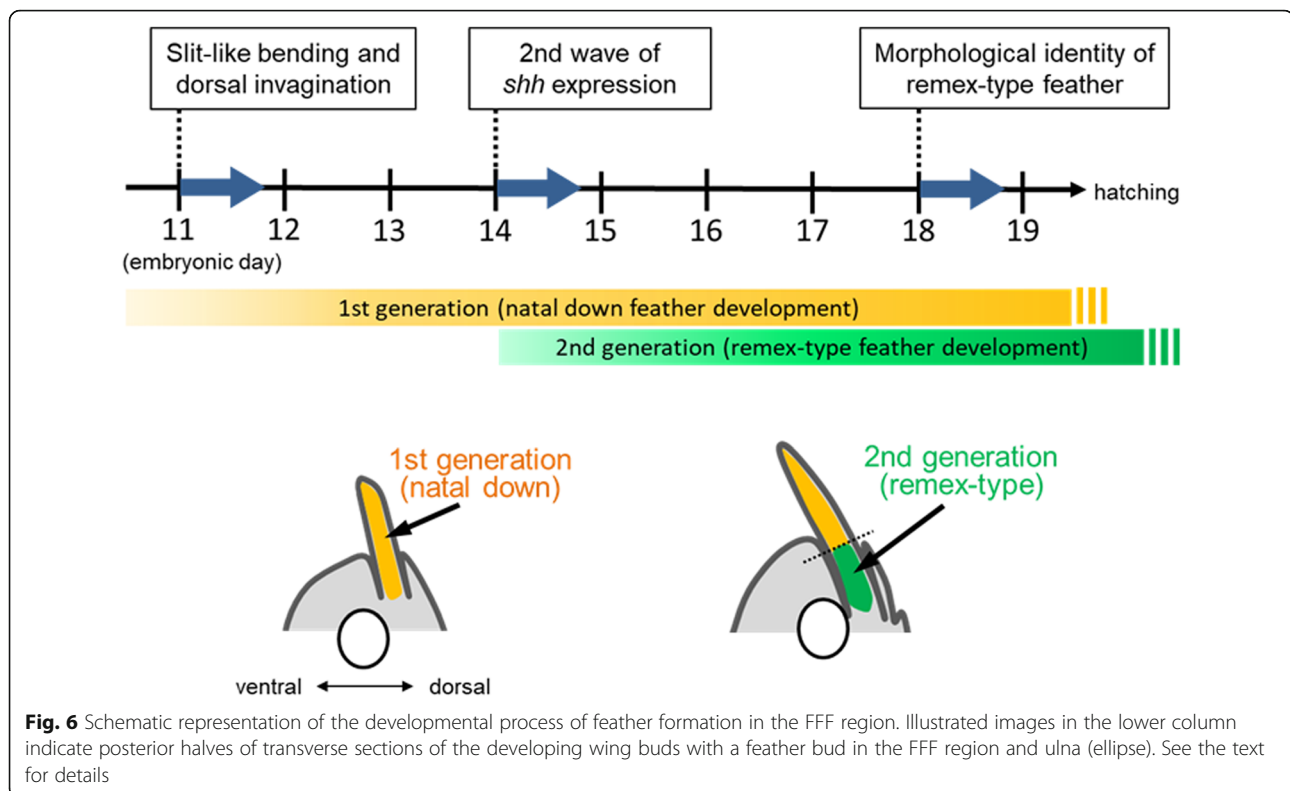 Slit-like bending and
dorsal invagination
2nd wave of
shh expression
Morphological identity of
remex-type feather
hatching
11 12 13 14 15 16 17 18 19
(embryonic day)
1st generation (natal down feather development)
2nd generation (remex-type feather development)
1st generation
(natal down)
2nd generation
(remex-type)
ventral dorsal
Fig. 6 Schematic representation of the developmental process of feather formation in the FFF region. Illustrated images in the lower column
indicate posterior halves of transverse sections of the developing wing buds with a feather bud in the FFF region and ulna (ellipse). See the text
for details